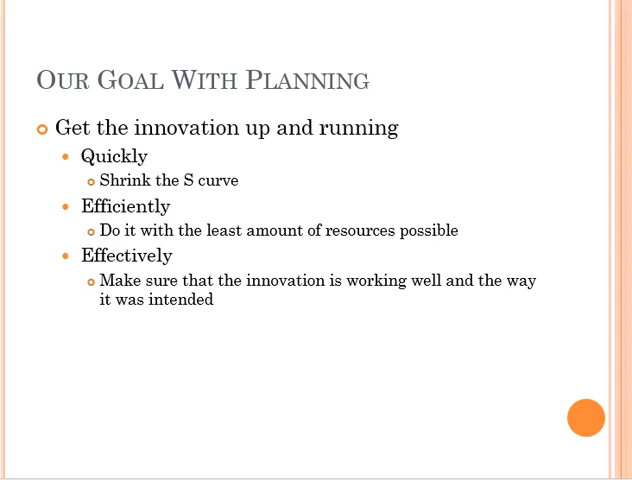 Our Goal With Planning
Get the innovation up and running
Quickly
Shrink the S curve
Efficiently
Do it with the least amount of resources possible
Effectively
Make sure that the innovation is working well and the way
it was intended